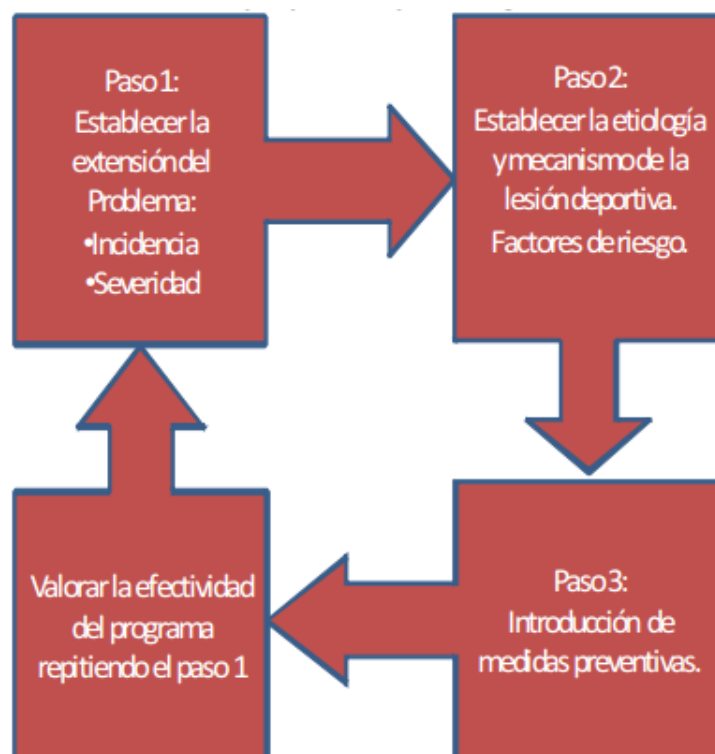 Paso 1:
Establecer la
extensión del
Problema:
•Incidencia
•Severidad
Paso 2:
Establecer la etiología
y mecanismo de la
lesión deportiva.
Factores de riesgo.
Paso 3:
Introducción de
medidas preventivas.
Valorar la efectividad
del programa
repitiendo el paso 1